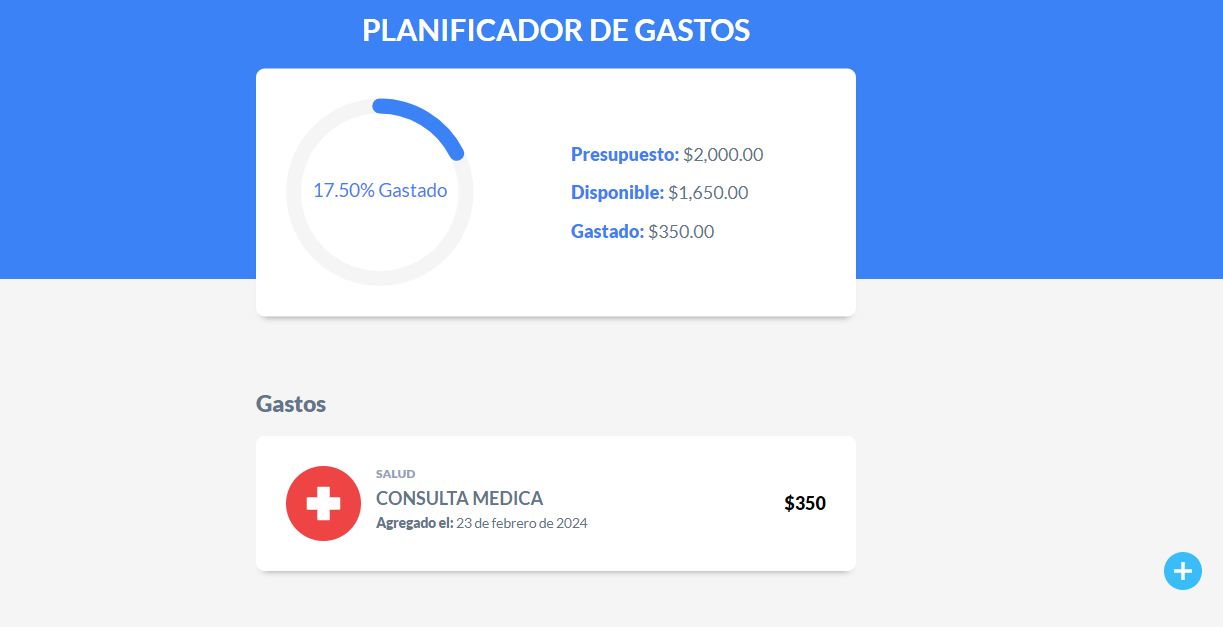 PLANIFICADOR DE GASTOS
17.50% Gastado
Presupuesto: $2,000.00
Disponible: $1,650.00
Gastado: $350.00
Gastos
SALUD
CONSULTA MEDICA
$350
Agregado el: 23 de febrero de 2024